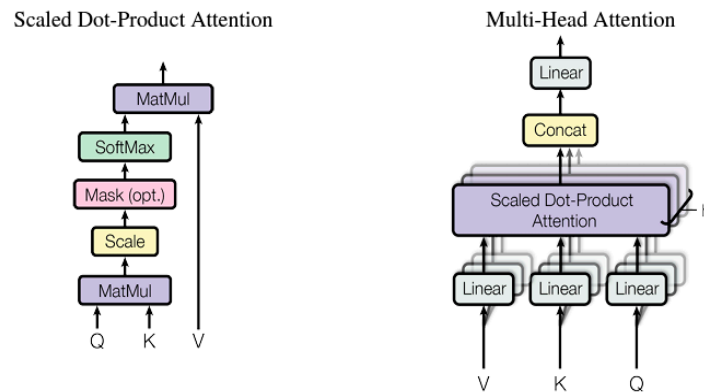 Scaled Dot-Product Attention
MatMul
SoftMax
Mask (opt.)
Scale
MatMul
Q K V
Multi-Head Attention
Linear
Concat
Scaled Dot-Product
Attention
Linear Linear Linear
V K Q